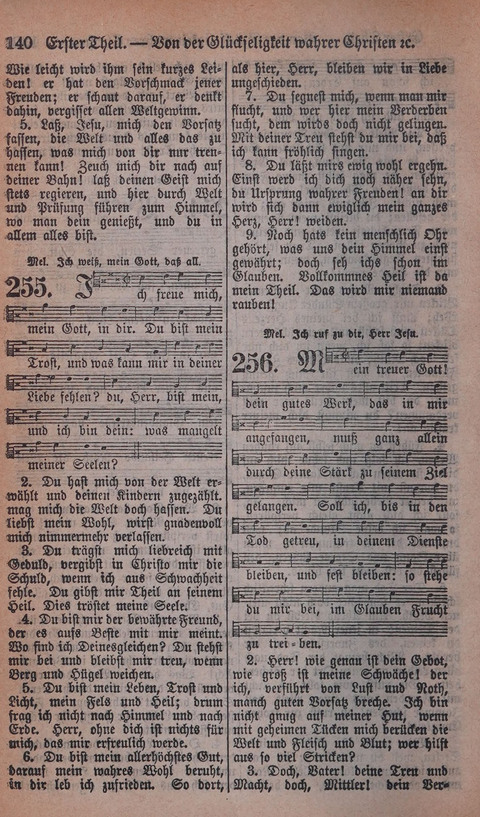 140 Erster Theil. — Von der Glückseligkeit wahrer Christen ꝛc.
Wie leicht wird ihm sein kurzes Lei-
den! er hat den Vorschmack jener
Freuden; er schaut darauf, er denkt
dahin, vergisset allen Weltgewinn.
5. Laß, Jesu, mich den Vorsatz
fassen, die Welt und alles das zu
hassen, was mich von dir nur tren-
nen kann! Zeuch mich dir nach auf
deiner Bahn! laß deinen Geist mich
stets regieren, und hier durch Welt
und Prüfung führen zum Himmel,
wo man dein genießt, und du in
allem alles bist.
Mel. Ich weiß, mein Gott, daß all.
255. Ich freue mich,
mein Gott, in dir. Du bist mein
Trost, und was kann mir in deiner
Liebe fehlen? du, Herr, bist mein,
und ich bin dein: was mangelt
meiner Seelen?
2. Du hast mich von der Welt er-
wählt und deinen Kindern zugezählt.
mag mich die Welt doch hassen. Du
liebst mein Wohl, wirst gnadenvoll
mich nimmermehr verlassen.
3. Du trägst mich liebreich mit
Geduld, vergibst in Christo mir die
Schuld, wenn ich aus Schwachheit
fehle. Du gibst mir Theil an seinem
Heil. Dies tröstet meine Seele.
4. Du bist mir der bewährte Freund,
der es aufs Beste mit mir meint.
Wo find ich Deinesgleichen? Du stehst
mir bei und bleibst mir treu, wenn
Berg und Hügel weichen.
5. Du bist mein Leben, Trost und
Licht, mein Fels und Heil; drum
frag ich nicht nach Himmel und nach
Erde. Herr, ohne dich ist nichts für
mich, das mir erfreulich werde.
6. Du bist mein allerhöchstes Gut,
darauf mein wahres Wohl beruht,
in dir leb ich zufrieden. So dort,
als hier, Herr, bleiben wir in Liebe
ungeschieden.
7. Du segnest mich, wenn man mir
flucht, und wer hier mein Verderben
sucht, dem wirds doch nicht gelingen.
Mit deiner Treu stehst du mir bei, daß
ich kann fröhlich singen.
8. Du läßt mirs ewig wohl ergehn.
Einst werd ich dich noch näher sehn,
du Ursprung wahrer Freuden! an dir
wird sich dann ewiglich mein ganzes
Herz, Herr! weiden.
9. Noch hats kein menschlich Ohr
gehört, was uns dein Himmel einst
gewährt; doch seh ichs schon im
Glauben. Vollkommnes Heil ist da
mein Theil. Das wird mir niemand
rauben!
Mel. Ich ruf zu dir, Herr Jesu.
256. Mein treuer Gott!
dein gutes Werk, das in mir
angefangen, muß ganz allein
durch deine Stärk zu seinem Ziel
gelangen. Soll ich, bis in den
Tod getreu, in deinem Dienste
bleiben, und fest bleiben: so stehe
du mir bei, im Glauben Frucht
zu trei-ben.
2. Herr! wie genau ist dein Gebot,
wie groß ist meine Schwäche! der
ich, verführt von Lust und Noth,
manch guten Vorsatz breche. Ich bin
nicht gnug auf meiner Hut, wenn
mit geheimen Tücken mich berücken die
Welt und Fleisch und Blut; wer hilft
aus so viel Stricken?
3. Doch, Vater! deine Treu und
Macht, doch, Mittler! dein Ver-